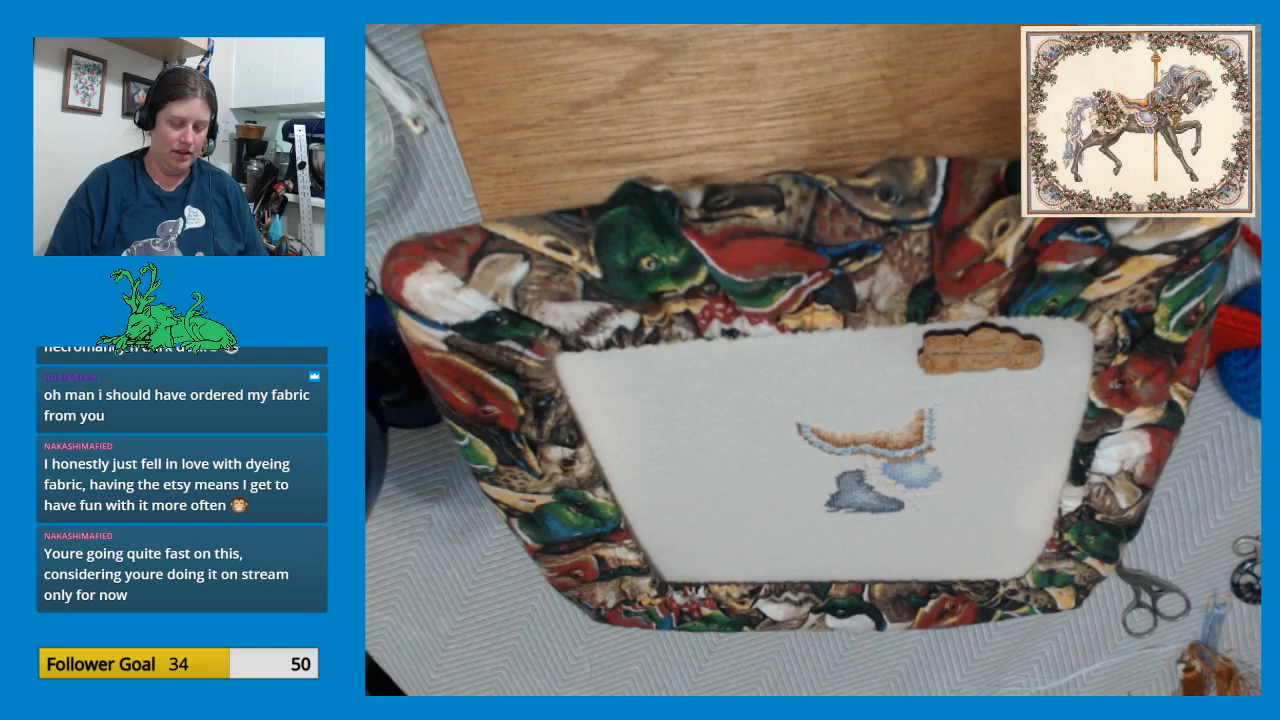 oh man i should have ordered my fabric
from you
NAKASHIMAFIED
I honestly just fell in love with dyeing
fabric, having the etsy means I get to
have fun with it more often
NAKASHIMAFIED
Youre going quite fast on this,
considering youre doing it on stream
only for now
Follower Goal 34 50